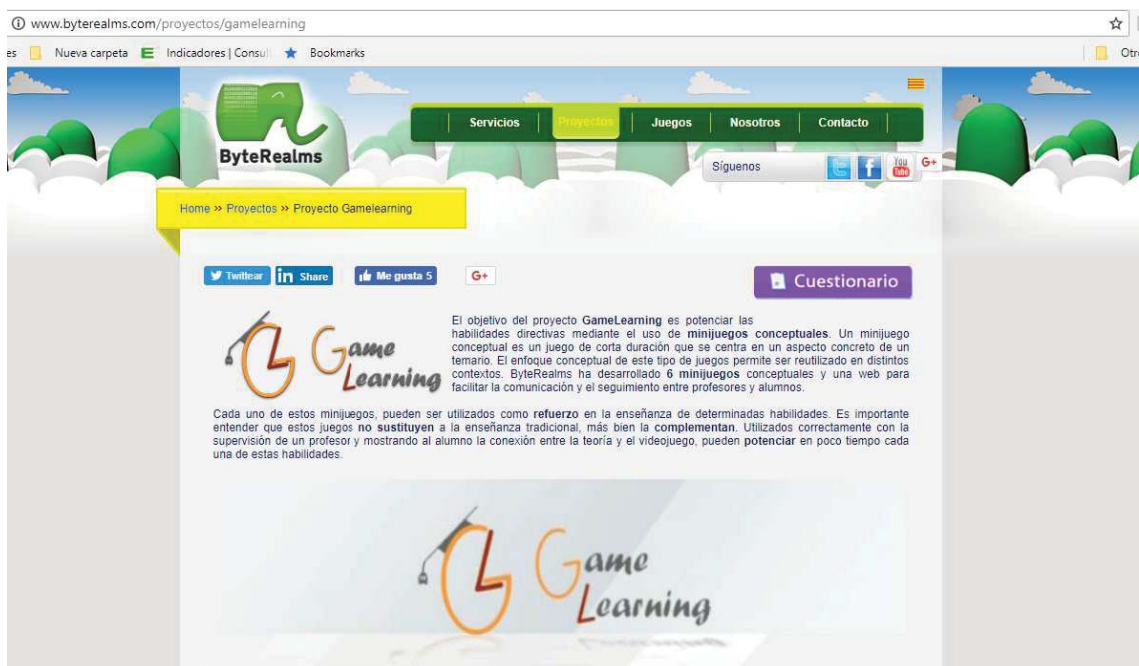 www.byterealms.com/proyectos/gamelearning
es Nueva carpeta E Indicadores | Consul Bookmarks Otr
ByteRealms
Servicios Proyectos Juegos Nosotros Contacto
Síguenos You Tube G+
Home >> Proyectos >> Proyecto Gamelearning
Twittear in Share Me gusta 5 G+ Cuestionario
Game Learning
El objetivo del proyecto GameLearning es potenciar las
habilidades directivas mediante el uso de minijuegos conceptuales. Un minijuego
conceptual es un juego de corta duración que se centra en un aspecto concreto de un
temario. El enfoque conceptual de este tipo de juegos permite ser reutilizado en distintos
contextos. ByteRealms ha desarrollado 6 minijuegos conceptuales y una web para
facilitar la comunicación y el seguimiento entre profesores y alumnos.
Cada uno de estos minijuegos, pueden ser utilizados como refuerzo en la enseñanza de determinadas habilidades. Es importante
entender que estos juegos no sustituyen a la enseñanza tradicional, más bien la complementan. Utilizados correctamente con la
supervisión de un profesor y mostrando al alumno la conexión entre la teoría y el videojuego, pueden potenciar en poco tiempo cada
una de estas habilidades.
Game
Learning